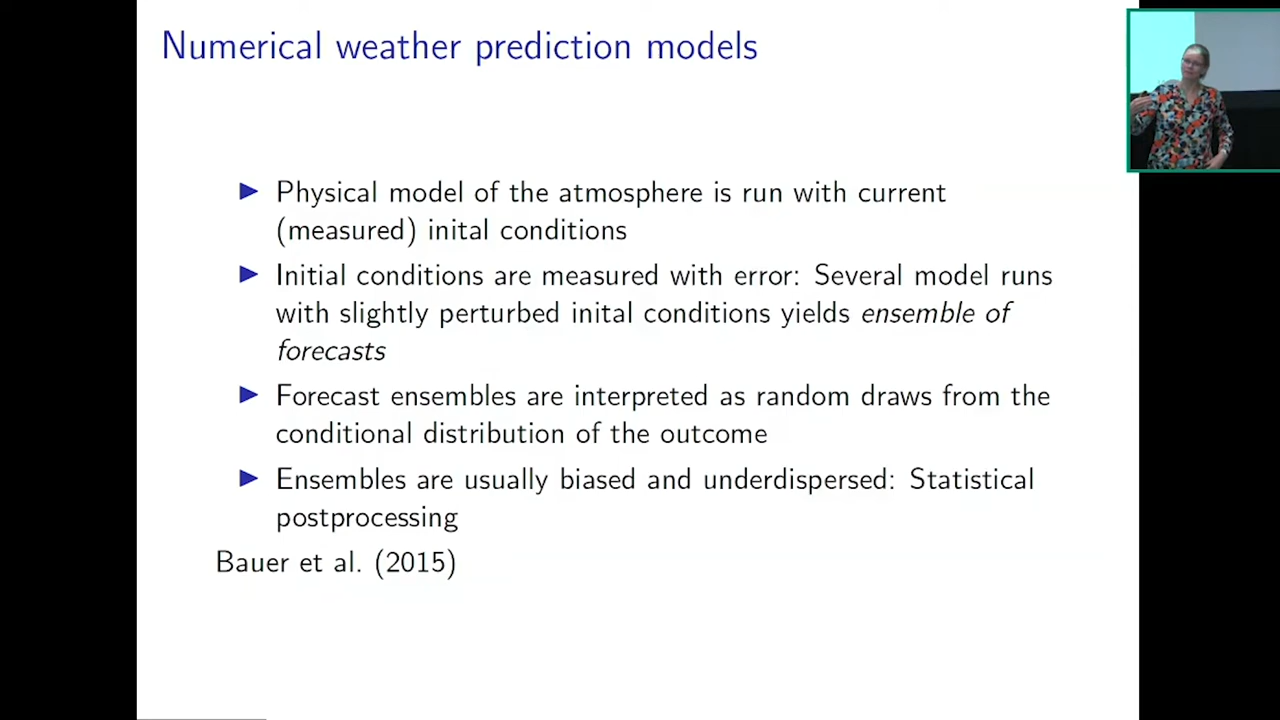 Numerical weather prediction models
Physical model of the atmosphere is run with current
(measured) inital conditions
Initial conditions are measured with error: Several model runs
with slightly perturbed inital conditions yields ensemble of
forecasts
Forecast ensembles are interpreted as random draws from the
conditional distribution of the outcome
Ensembles are usually biased and underdispersed: Statistical
postprocessing
Bauer et al. (2015)